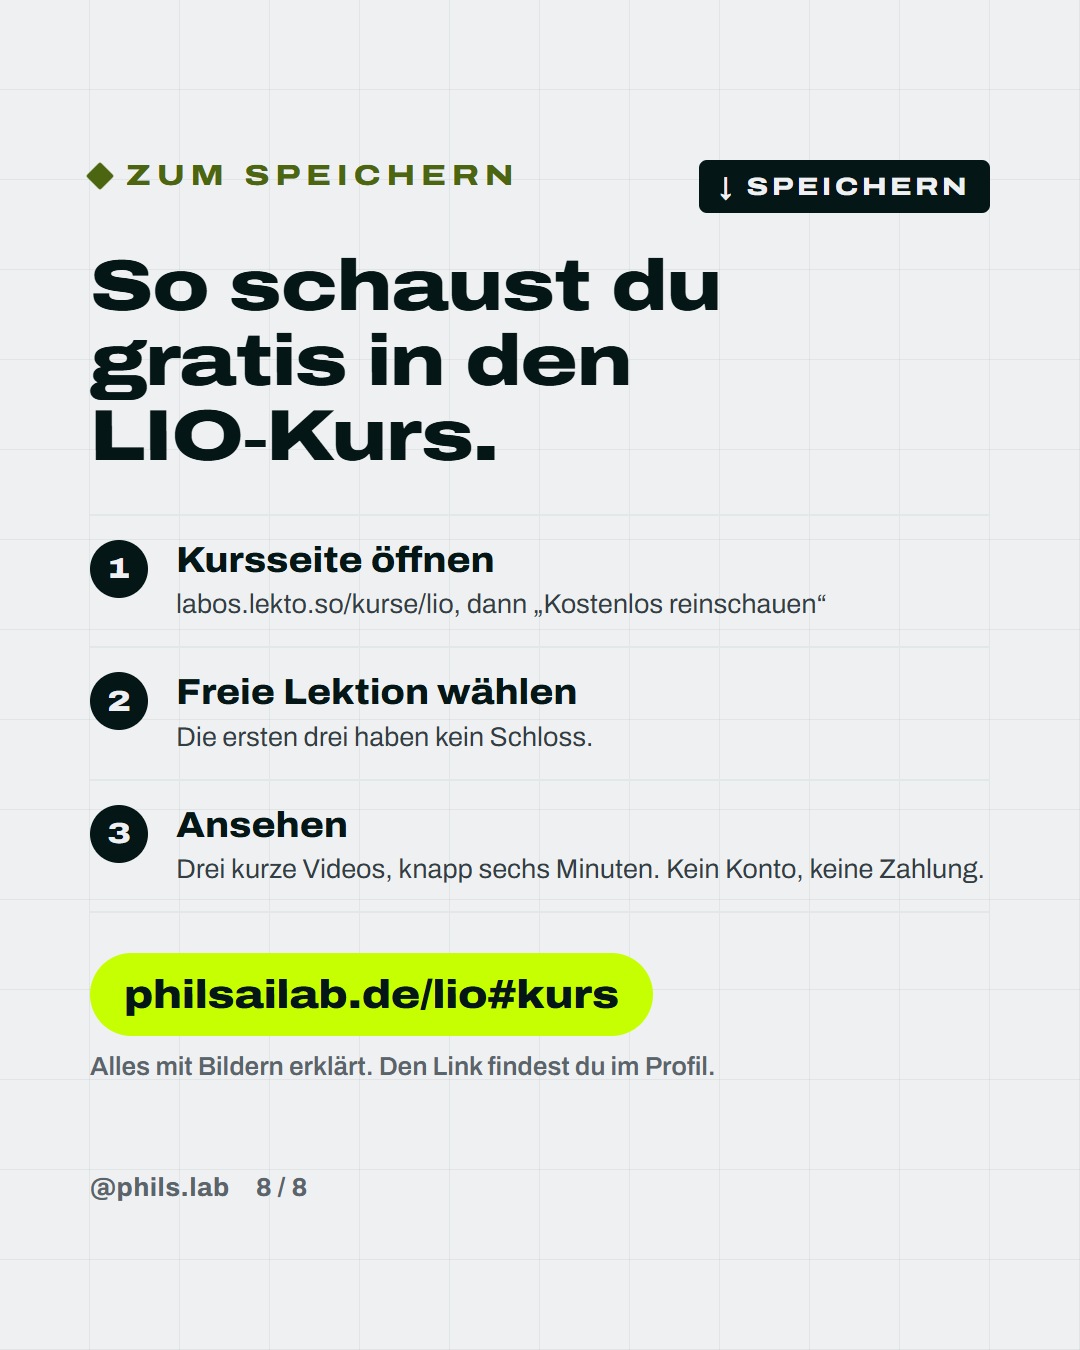 ZUM SPEICHERN
↓ SPEICHERN
So schaust du
gratis in den
LIO-Kurs.
1
Kursseite öffnen
labos.lekto.so/kurse/lio, dann „Kostenlos reinschauen“
2
Freie Lektion wählen
Die ersten drei haben kein Schloss.
3
Ansehen
Drei kurze Videos, knapp sechs Minuten. Kein Konto, keine Zahlung.
philsailab.de/lio#kurs
Alles mit Bildern erklärt. Den Link findest du im Profil.
@phils.lab 8 / 8